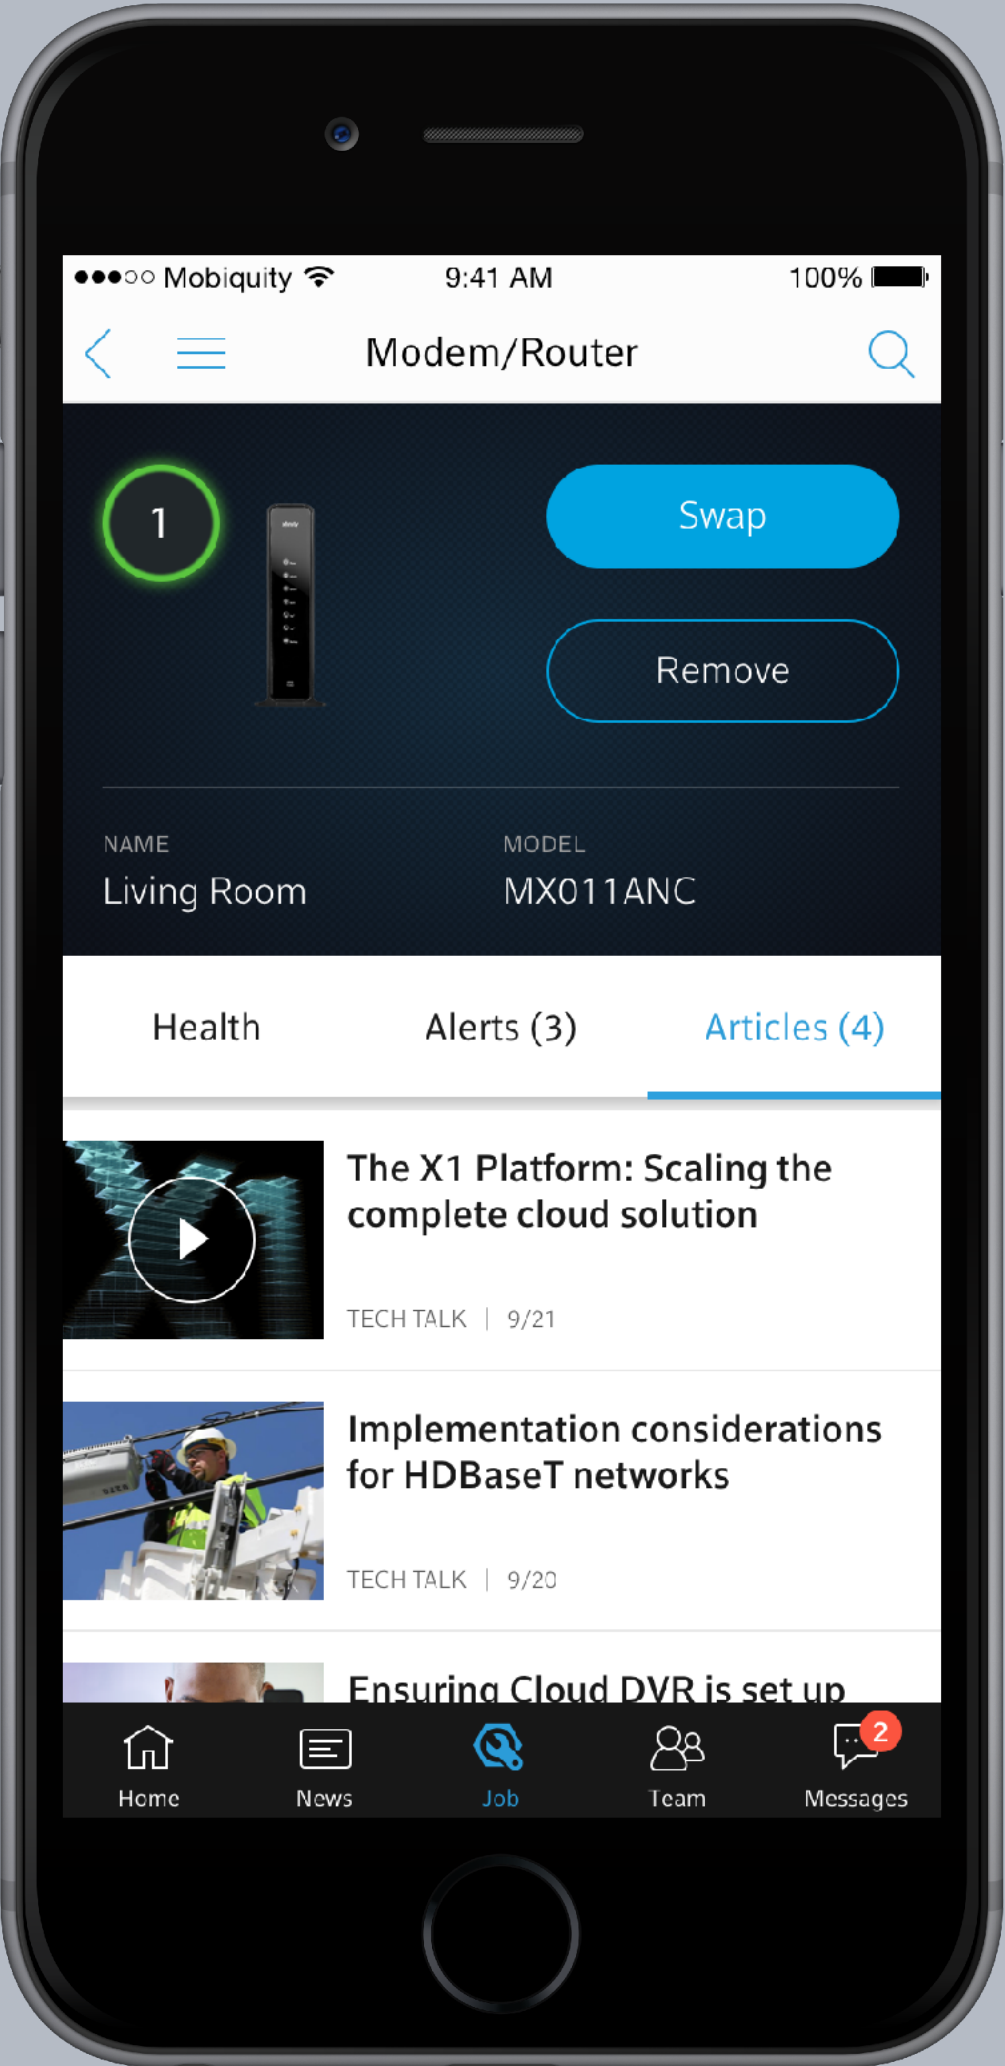 Mobiquity
9:41 AM
100%
Modem/Router
1
Swap
Remove
NAME
MODEL
Living Room
MX011ANC
Health
Alerts (3)
Articles (4)
The X1 Platform: Scaling the
complete cloud solution
TECH TALK | 9/21
Implementation considerations
for HDBaseT networks
TECH TALK | 9/20
Ensuring Cloud DVR is set up
2
Home
News
Job
Team
Messages